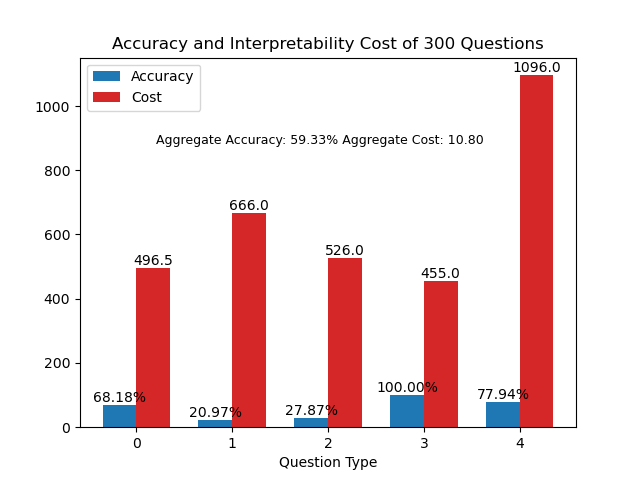 Accuracy and Interpretability Cost of 300 Questions
Accuracy
Cost
Aggregate Accuracy: 59.33% Aggregate Cost: 10.80
1000
800
600
400
200
0
68.18%
496.5
20.97%
666.0
27.87%
526.0
100.00%
455.0
77.94%
1096.0
0 1 2 3 4
Question Type